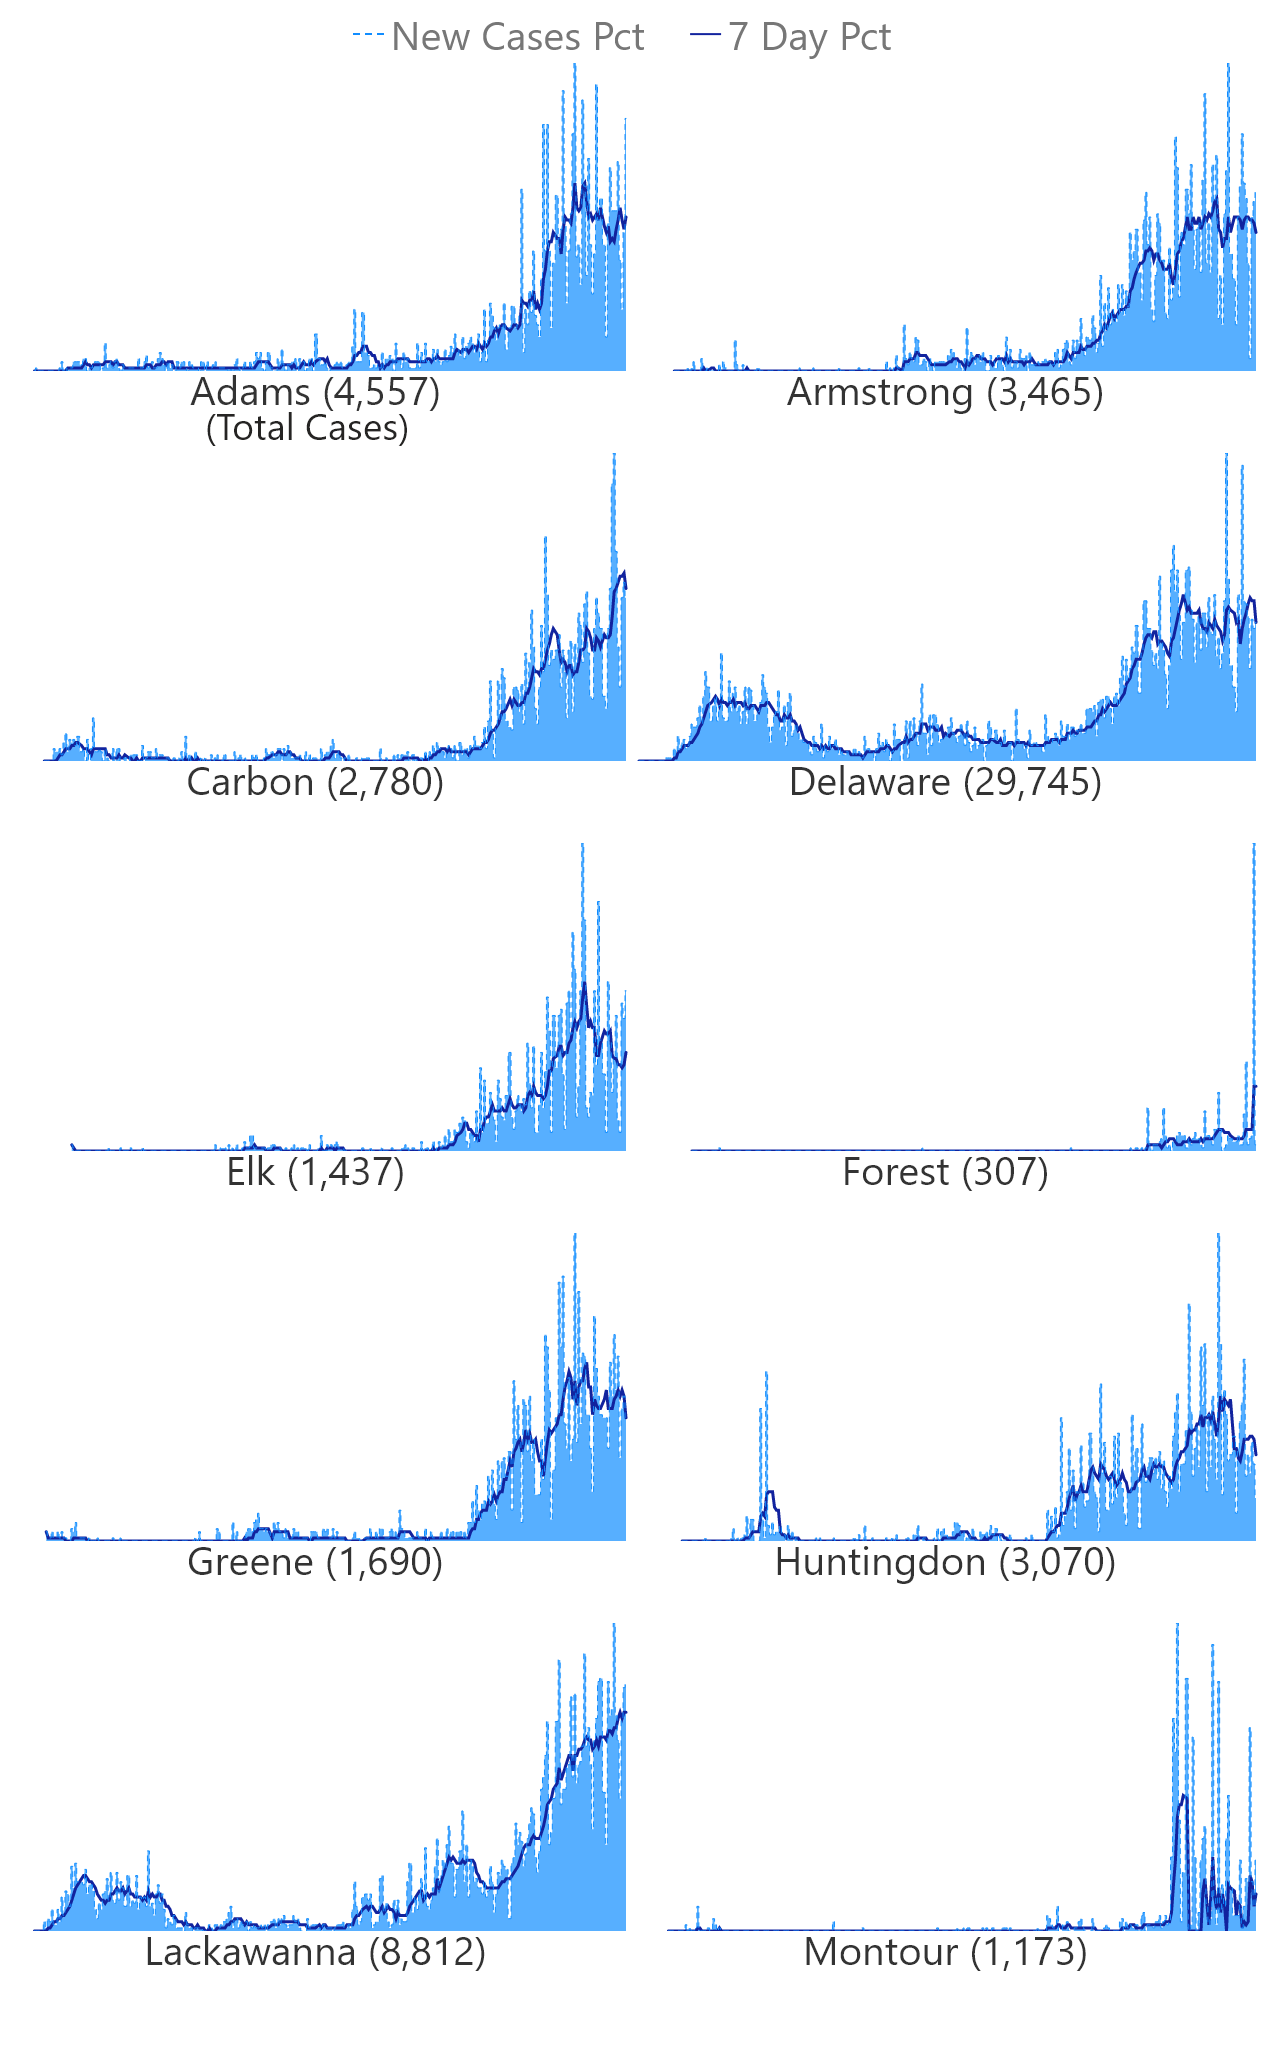 New Cases Pct 7 Day Pct
Adams (4,557) Armstrong (3,465)
(Total Cases)
Carbon (2,780) Delaware (29,745)
Elk (1,437) Forest (307)
Greene (1,690) Huntingdon (3,070)
Lackawanna (8,812) Montour (1,173)